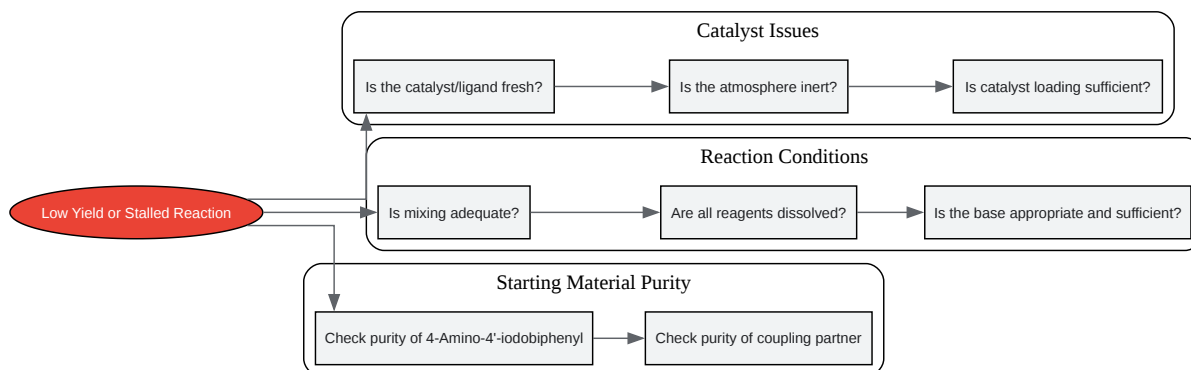 Catalyst Issues
Is the catalyst/ligand fresh?
Is the atmosphere inert?
Is catalyst loading sufficient?
Reaction Conditions
Low Yield or Stalled Reaction
Is mixing adequate?
Are all reagents dissolved?
Is the base appropriate and sufficient?
Starting Material Purity
Check purity of 4-Amino-4'-iodobiphenyl
Check purity of coupling partner